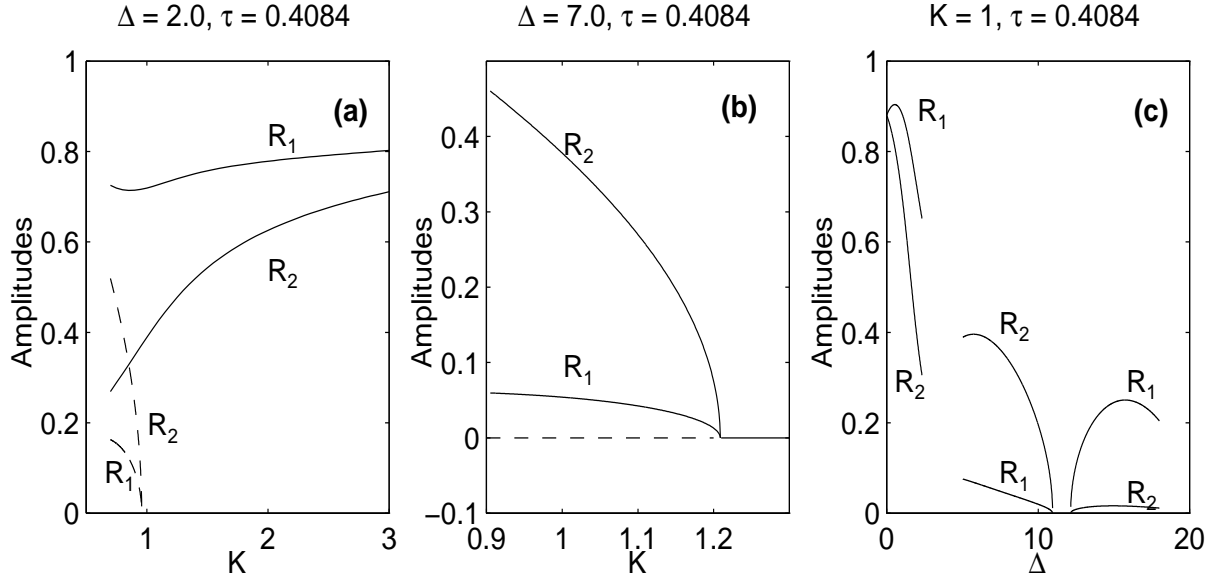 Δ = 2.0, τ = 0.4084
Δ = 7.0, τ = 0.4084
K = 1, τ = 0.4084
(a)
R₁
R₂
R₂
R₁
Amplitudes
1
0.8
0.6
0.4
0.2
0
1
2
3
K
(b)
R₂
R₁
Amplitudes
0.4
0.3
0.2
0.1
0
−0.1
0.9
1
1.1
1.2
K
(c)
R₁
R₂
R₂
R₁
R₁
R₂
Amplitudes
1
0.8
0.6
0.4
0.2
0
0
10
20
Δ